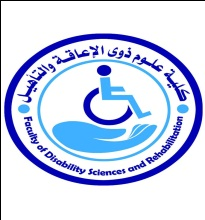 كلية علوم ذوى الإعاقة والتأهيل
Faculty of Disability Sciences and Rehabilitation